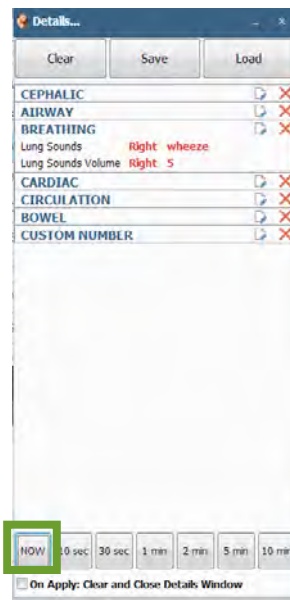 Details...
Clear Save Load
CEPHALIC
AIRWAY
BREATHING
Lung Sounds Right wheeze
Lung Sounds Volume Right 5
CARDIAC
CIRCULATION
BOWEL
CUSTOM NUMBER
NOW 10 sec 30 sec 1 min 2 min 5 min 10 min
On Apply: Clear and Close Details Window